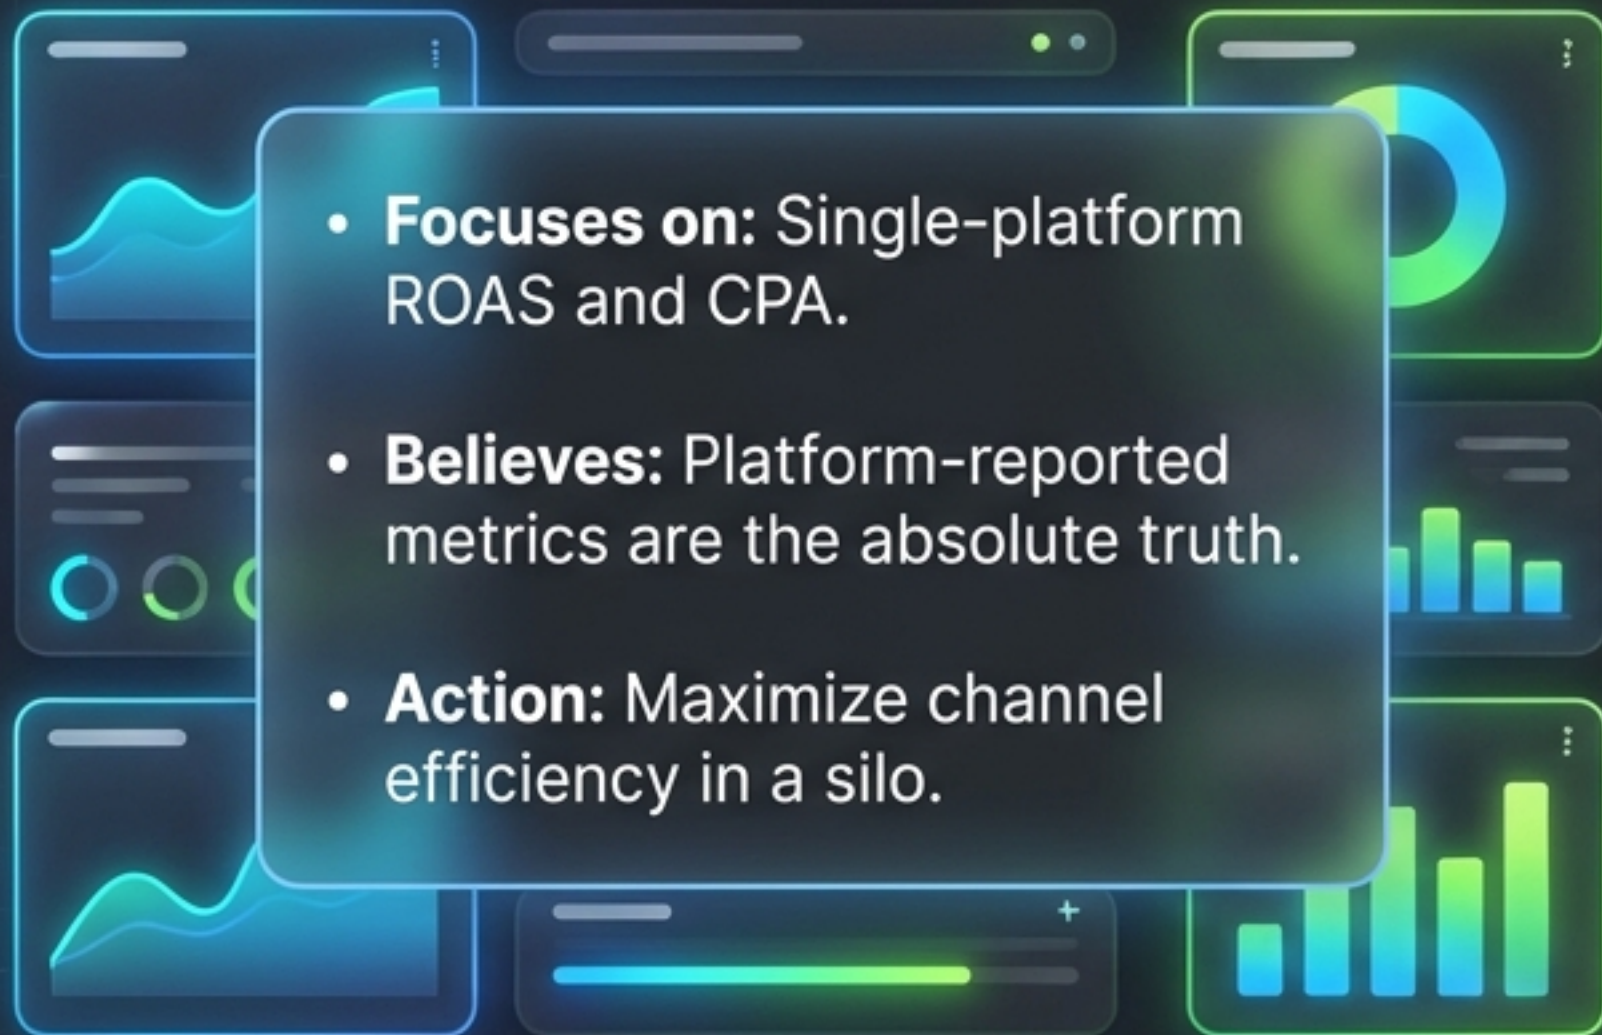 • Focuses on: Single-platform
ROAS and CPA.
• Believes: Platform-reported
metrics are the absolute truth.
• Action: Maximize channel
efficiency in a silo.